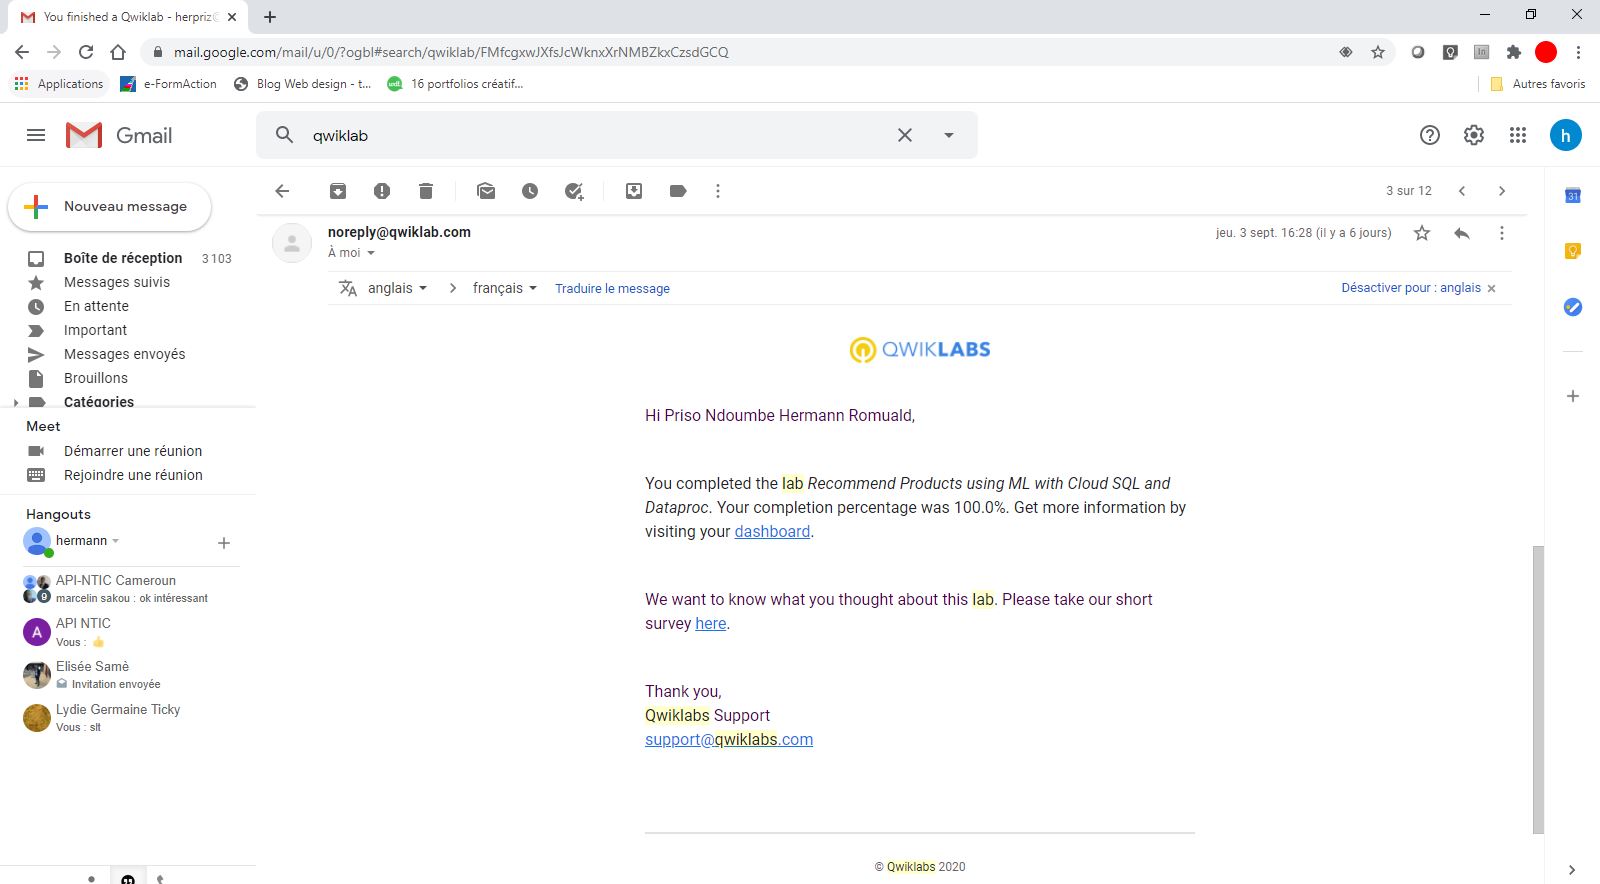 You finished a Qwiklab - herpriz@
mail.google.com/mail/u/0/?ogbl#search/qwiklab/FMfcgxwJXfsJcWknxXrNMBZkxCzsdGCQ
Applications
e-FormAction
Blog Web design - t...
16 portfolios créatif...
Autres favoris
Gmail
qwiklab
h
Nouveau message
3 sur 12
Boîte de réception 3 103
Messages suivis
En attente
Important
Messages envoyés
Brouillons
Catégories
Meet
Démarrer une réunion
Rejoindre une réunion
Hangouts
hermann
API-NTIC Cameroun
9
marcelin sakou : ok intéressant
A
API NTIC
Vous : 👍
Elisée Samè
Invitation envoyée
Lydie Germaine Ticky
Vous : slt
noreply@qwiklab.com
jeu. 3 sept. 16:28 (il y a 6 jours)
À moi
anglais > français Traduire le message
Désactiver pour : anglais ×
QWIKLABS
Hi Priso Ndoumbe Hermann Romuald,
You completed the lab Recommend Products using ML with Cloud SQL and
Dataproc. Your completion percentage was 100.0%. Get more information by
visiting your dashboard.
We want to know what you thought about this lab. Please take our short
survey here.
Thank you,
Qwiklabs Support
support@qwiklabs.com
© Qwiklabs 2020
31